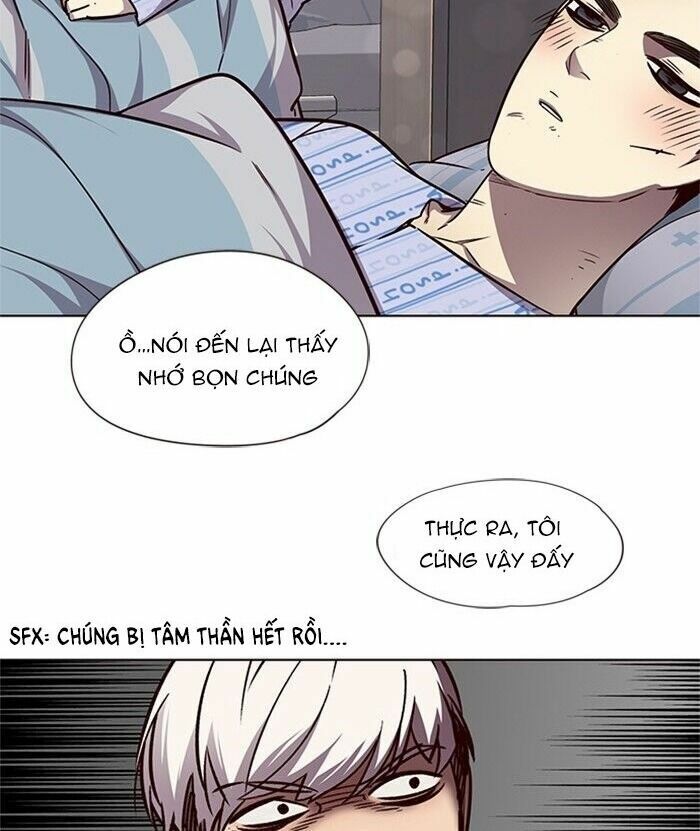 Ồ...NÓI ĐẾN LẠI THẤY
NHỚ BỌN CHÚNG
THỰC RA, TÔI
CŨNG VẬY ĐẤY
SFX: CHÚNG BỊ TÂM THẦN HẾT RỒI....